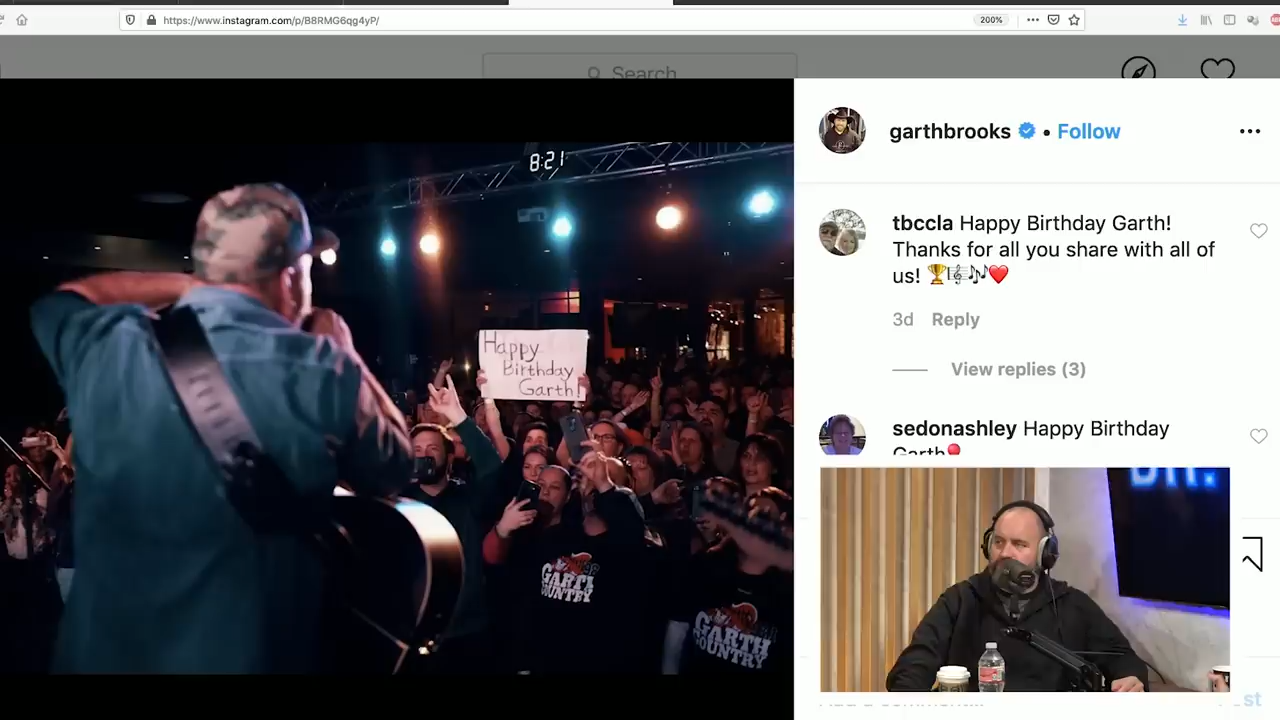 https://www.instagram.com/p/B8RMG6qg4yP/
200%
Search
garthbrooks • Follow
8:21
tbccla Happy Birthday Garth!
Thanks for all you share with all of
us!
3d Reply
View replies (3)
Happy
Birthday
Garth!
sedonashley Happy Birthday
Garth
GARTH
COUNTRY
GARTH
COUNTRY